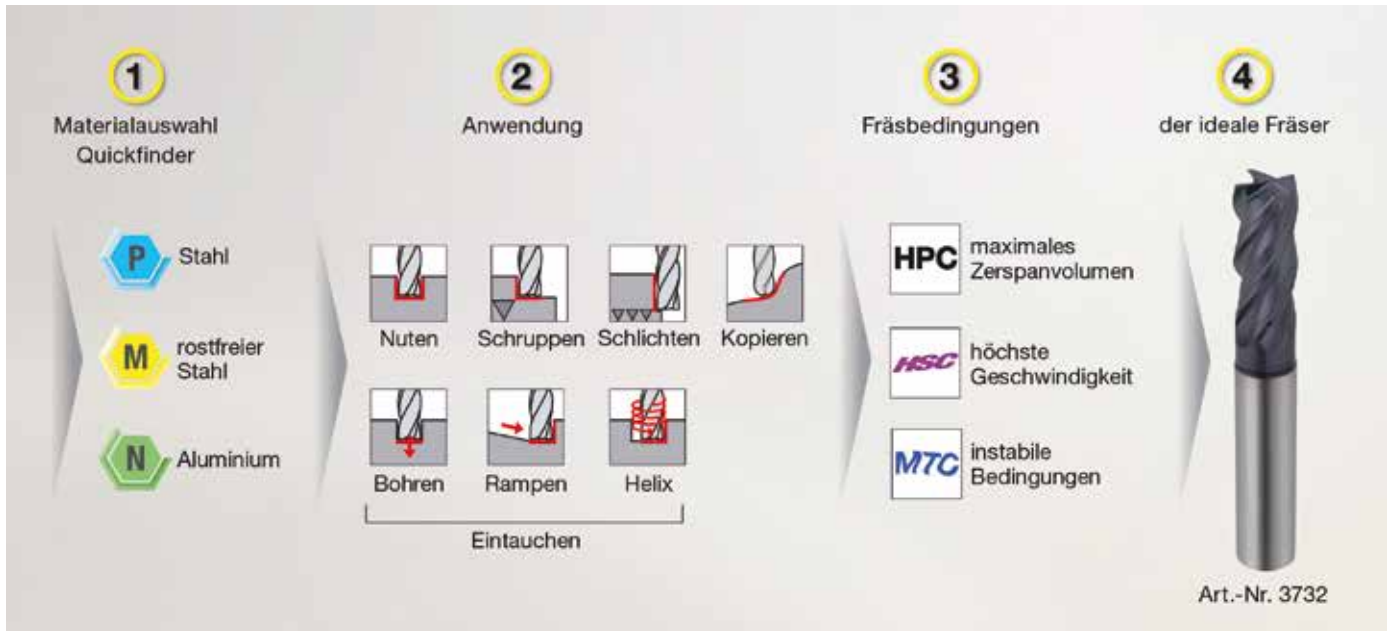 1
Materialauswahl
Quickfinder
P
Stahl
M
rostfreier
Stahl
N
Aluminium
2
Anwendung
Nuten
Schruppen
Schlichten
Kopieren
Bohren
Rampen
Helix
Eintauchen
3
Fräsbedingungen
HPC
maximales
Zerspanvolumen
HSC
höchste
Geschwindigkeit
MTC
instabile
Bedingungen
4
der ideale Fräser
Art.-Nr. 3732